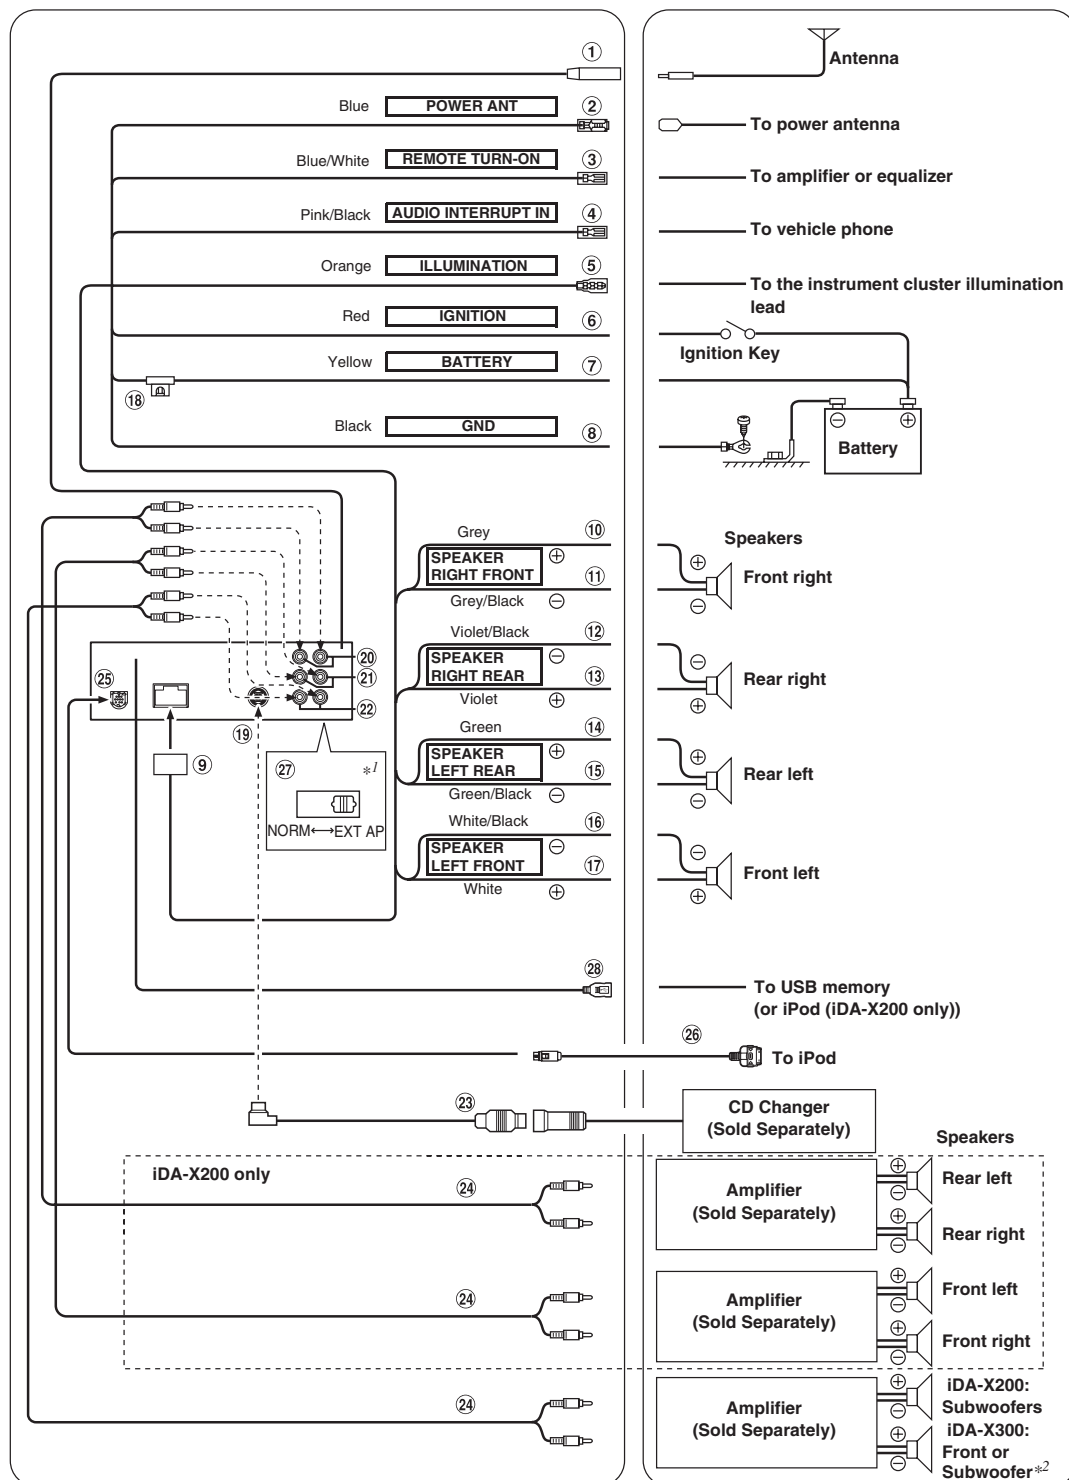 ①
Antenna
Blue POWER ANT ②
To power antenna
Blue/White REMOTE TURN-ON ③
To amplifier or equalizer
Pink/Black AUDIO INTERRUPT IN ④
To vehicle phone
Orange ILLUMINATION ⑤
To the instrument cluster illumination
lead
Red IGNITION ⑥
Ignition Key
Yellow BATTERY ⑦
⑱
Black GND ⑧
⊖ ⊕
Battery
Grey ⑩
SPEAKER ⊕
RIGHT FRONT ⑪
Grey/Black ⊖
Speakers
⊕
Front right
⊖
Violet/Black ⑫
SPEAKER ⊖
RIGHT REAR ⑬
Violet ⊕
⊖
Rear right
⊕
⑳
㉑
㉒
㉕
⑲
⑨
㉗ *1
NORM⟷EXT AP
Green ⑭
SPEAKER ⊕
LEFT REAR ⑮
Green/Black ⊖
⊕
Rear left
⊖
White/Black ⑯
SPEAKER ⊖
LEFT FRONT ⑰
White ⊕
⊖
Front left
⊕
㉘
To USB memory
(or iPod (iDA-X200 only))
㉖
To iPod
㉓
CD Changer
(Sold Separately)
Speakers
iDA-X200 only
㉔
Amplifier
(Sold Separately)
⊕
⊖
Rear left
⊕
⊖
Rear right
㉔
Amplifier
(Sold Separately)
⊕
⊖
Front left
⊕
⊖
Front right
㉔
Amplifier
(Sold Separately)
⊕
⊖
iDA-X200:
Subwoofers
⊕
⊖
iDA-X300:
Front or
Subwoofer*2